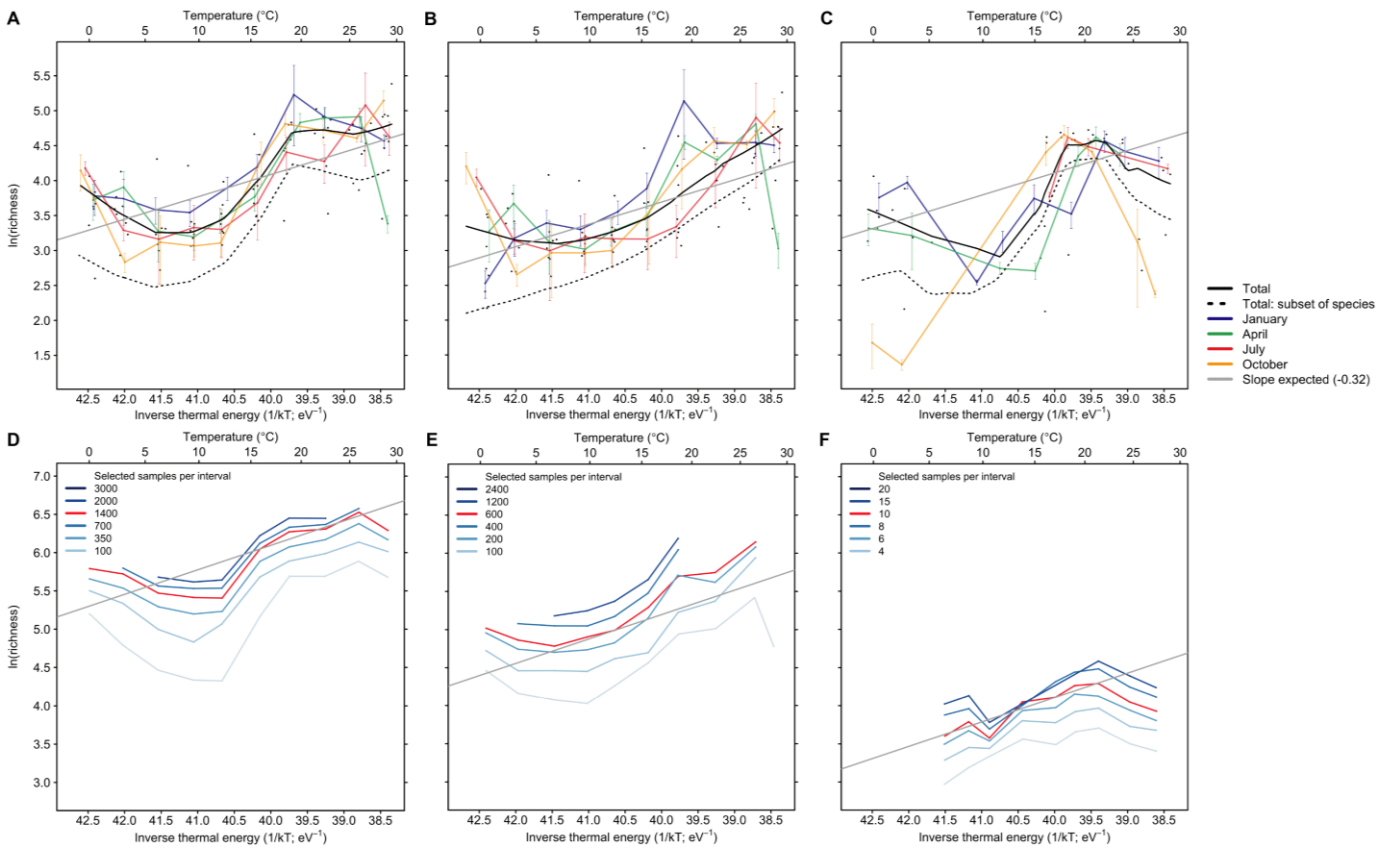 A
Temperature (°C)
0 5 10 15 20 25 30
ln(richness)
5.5
5.0
4.5
4.0
3.5
3.0
2.5
2.0
1.5
42.5 42.0 41.5 41.0 40.5 40.0 39.5 39.0 38.5
Inverse thermal energy (1/kT; eV⁻¹)
B
Temperature (°C)
0 5 10 15 20 25 30
42.5 42.0 41.5 41.0 40.5 40.0 39.5 39.0 38.5
Inverse thermal energy (1/kT; eV⁻¹)
C
Temperature (°C)
0 5 10 15 20 25 30
42.5 42.0 41.5 41.0 40.5 40.0 39.5 39.0 38.5
Inverse thermal energy (1/kT; eV⁻¹)
Total
Total: subset of species
January
April
July
October
Slope expected (-0.32)
D
Temperature (°C)
0 5 10 15 20 25 30
Selected samples per interval
3000
2000
1400
700
350
100
ln(richness)
7.0
6.5
6.0
5.5
5.0
4.5
4.0
3.5
3.0
42.5 42.0 41.5 41.0 40.5 40.0 39.5 39.0 38.5
Inverse thermal energy (1/kT; eV⁻¹)
E
Temperature (°C)
0 5 10 15 20 25 30
Selected samples per interval
2400
1200
600
400
200
100
42.5 42.0 41.5 41.0 40.5 40.0 39.5 39.0 38.5
Inverse thermal energy (1/kT; eV⁻¹)
F
Temperature (°C)
0 5 10 15 20 25 30
Selected samples per interval
20
15
10
8
6
4
42.5 42.0 41.5 41.0 40.5 40.0 39.5 39.0 38.5
Inverse thermal energy (1/kT; eV⁻¹)